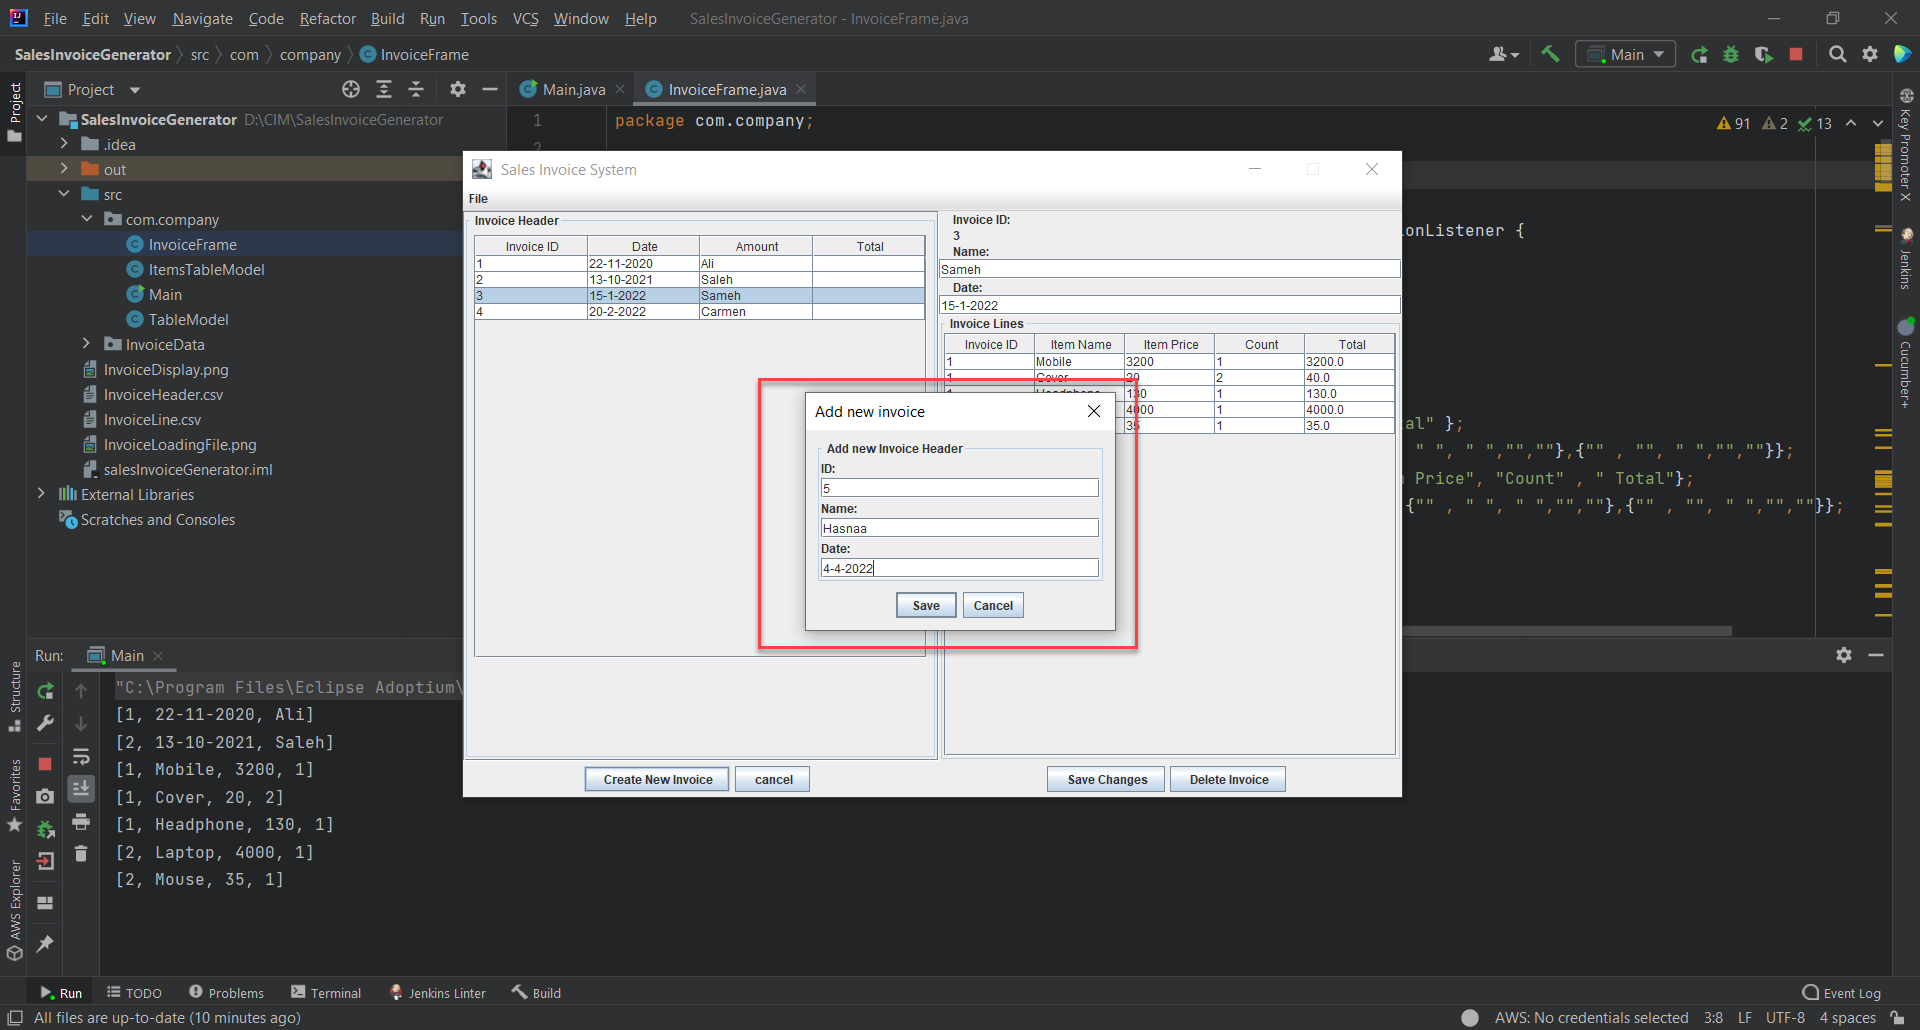 File Edit View Navigate Code Refactor Build Run Tools VCS Window Help SalesInvoiceGenerator - InvoiceFrame.java
SalesInvoiceGenerator src com company InvoiceFrame Main
Project
Main.java InvoiceFrame.java
SalesInvoiceGenerator D:\CIM\SalesInvoiceGenerator
.idea
out
src
com.company
InvoiceFrame
ItemsTableModel
Main
TableModel
InvoiceData
InvoiceDisplay.png
InvoiceHeader.csv
InvoiceLine.csv
InvoiceLoadingFile.png
salesInvoiceGenerator.iml
External Libraries
Scratches and Consoles
1 package com.company;
2
91 2 13
onListener {
al" };
" ", " ","",""},{"" , "", " ","",""}};
Price", "Count" , " Total"};
{"" , " ", " ","",""},{"" , "", " ","",""}};
Sales Invoice System
File
Invoice Header
Invoice ID Date Amount Total
1 22-11-2020 Ali
2 13-10-2021 Saleh
3 15-1-2022 Sameh
4 20-2-2022 Carmen
Invoice ID:
3
Name:
Sameh
Date:
15-1-2022
Invoice Lines
Invoice ID Item Name Item Price Count Total
1 Mobile 3200 1 3200.0
1 Cover 20 2 40.0
1 Headphone 130 1 130.0
4000 1 4000.0
35 1 35.0
Add new invoice
Add new Invoice Header
ID:
5
Name:
Hasnaa
Date:
4-4-2022
Save Cancel
Create New Invoice cancel
Save Changes Delete Invoice
Run: Main
"C:\Program Files\Eclipse Adoptium\
[1, 22-11-2020, Ali]
[2, 13-10-2021, Saleh]
[1, Mobile, 3200, 1]
[1, Cover, 20, 2]
[1, Headphone, 130, 1]
[2, Laptop, 4000, 1]
[2, Mouse, 35, 1]
Project
Structure
Favorites
AWS Explorer
Key Promoter X
Jenkins
Cucumber+
Run TODO Problems Terminal Jenkins Linter Build Event Log
All files are up-to-date (10 minutes ago) AWS: No credentials selected 3:8 LF UTF-8 4 spaces